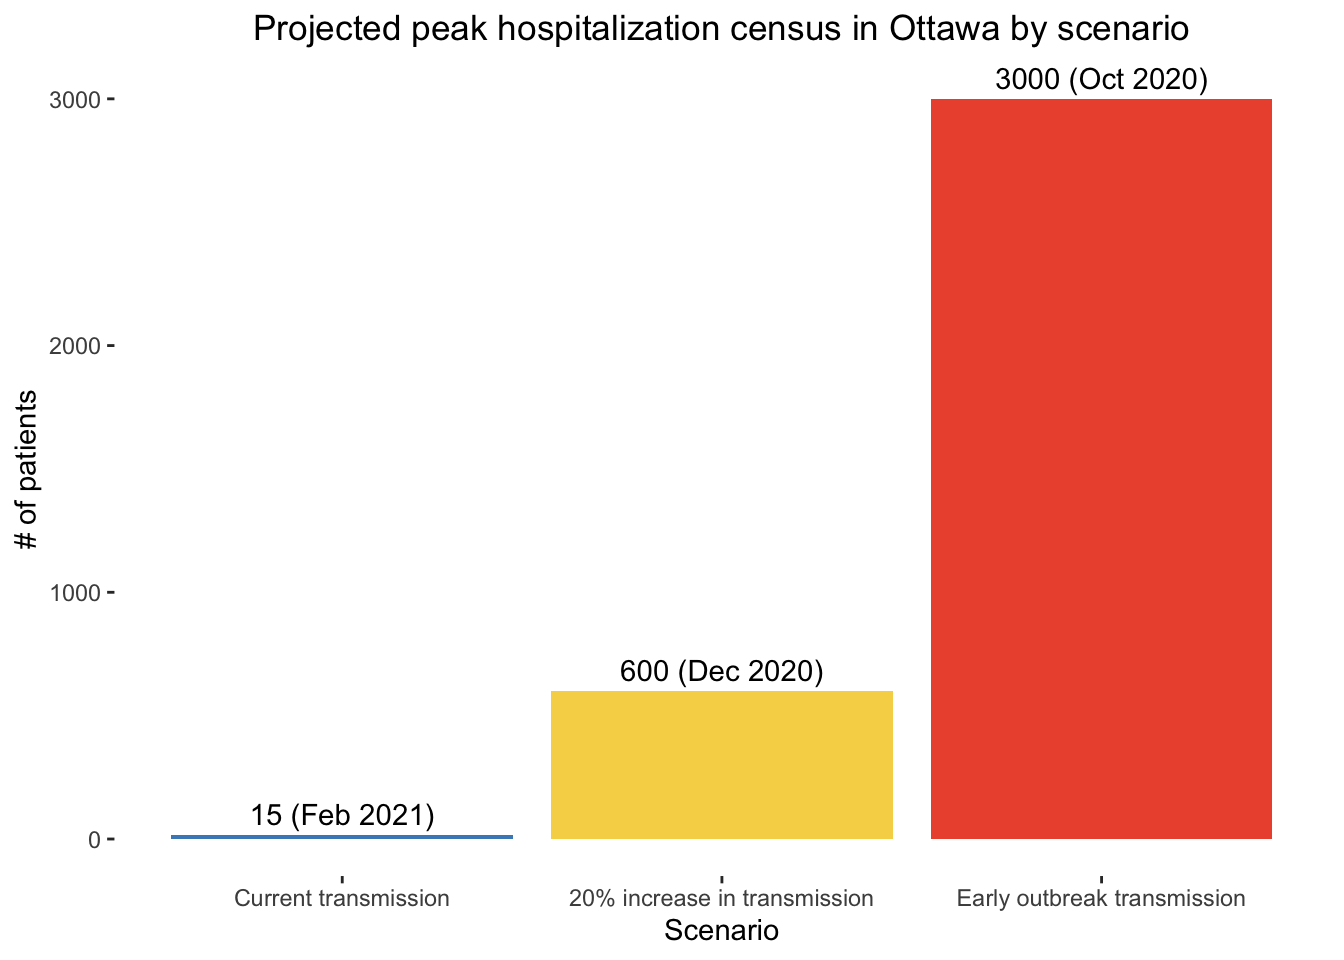 Projected peak hospitalization census in Ottawa by scenario
3000 (Oct 2020)
3000
2000
# of patients
1000
600 (Dec 2020)
15 (Feb 2021)
0
Current transmission
20% increase in transmission
Early outbreak transmission
Scenario